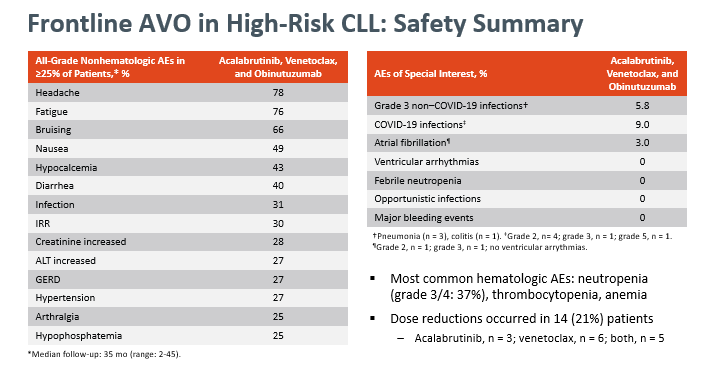 Frontline AVO in High-Risk CLL: Safety Summary
All-Grade Nonhematologic AEs in ≥25% of Patients,* % Acalabrutinib, Venetoclax, and Obinutuzumab
Headache 78
Fatigue 76
Bruising 66
Nausea 49
Hypocalcemia 43
Diarrhea 40
Infection 31
IRR 30
Creatinine increased 28
ALT increased 27
GERD 27
Hypertension 27
Arthralgia 25
Hypophosphatemia 25
*Median follow-up: 35 mo (range: 2-45).
AEs of Special Interest, % Acalabrutinib, Venetoclax, and Obinutuzumab
Grade 3 non–COVID-19 infections† 5.8
COVID-19 infections‡ 9.0
Atrial fibrillation¶ 3.0
Ventricular arrhythmias 0
Febrile neutropenia 0
Opportunistic infections 0
Major bleeding events 0
†Pneumonia (n = 3), colitis (n = 1). ‡Grade 2, n= 4; grade 3, n = 1; grade 5, n = 1.
¶Grade 2, n = 1; grade 3, n = 1; no ventricular arrythmias.
▪ Most common hematologic AEs: neutropenia
(grade 3/4: 37%), thrombocytopenia, anemia
▪ Dose reductions occurred in 14 (21%) patients
– Acalabrutinib, n = 3; venetoclax, n = 6; both, n = 5